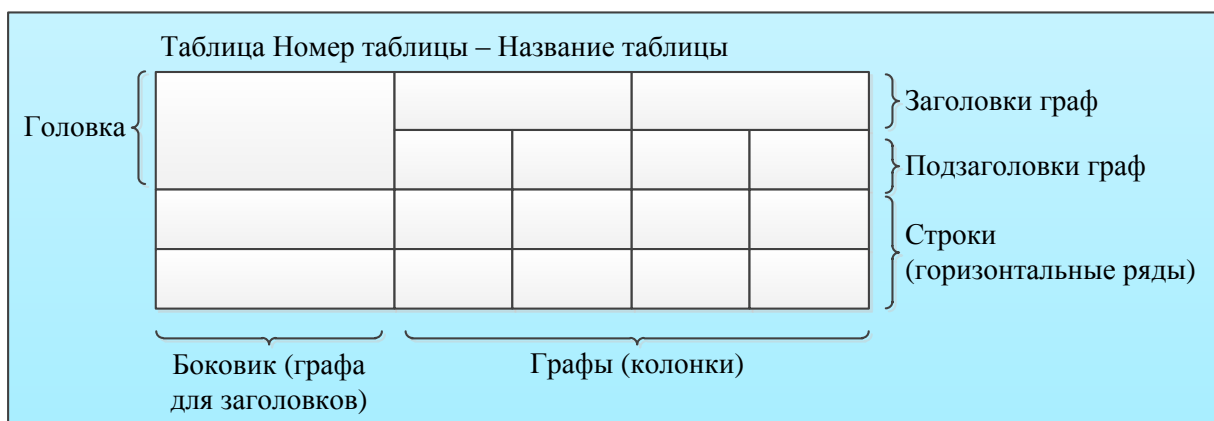 Таблица Номер таблицы – Название таблицы
Головка
Заголовки граф
Подзаголовки граф
Строки
(горизонтальные ряды)
Боковик (графа
для заголовков)
Графы (колонки)